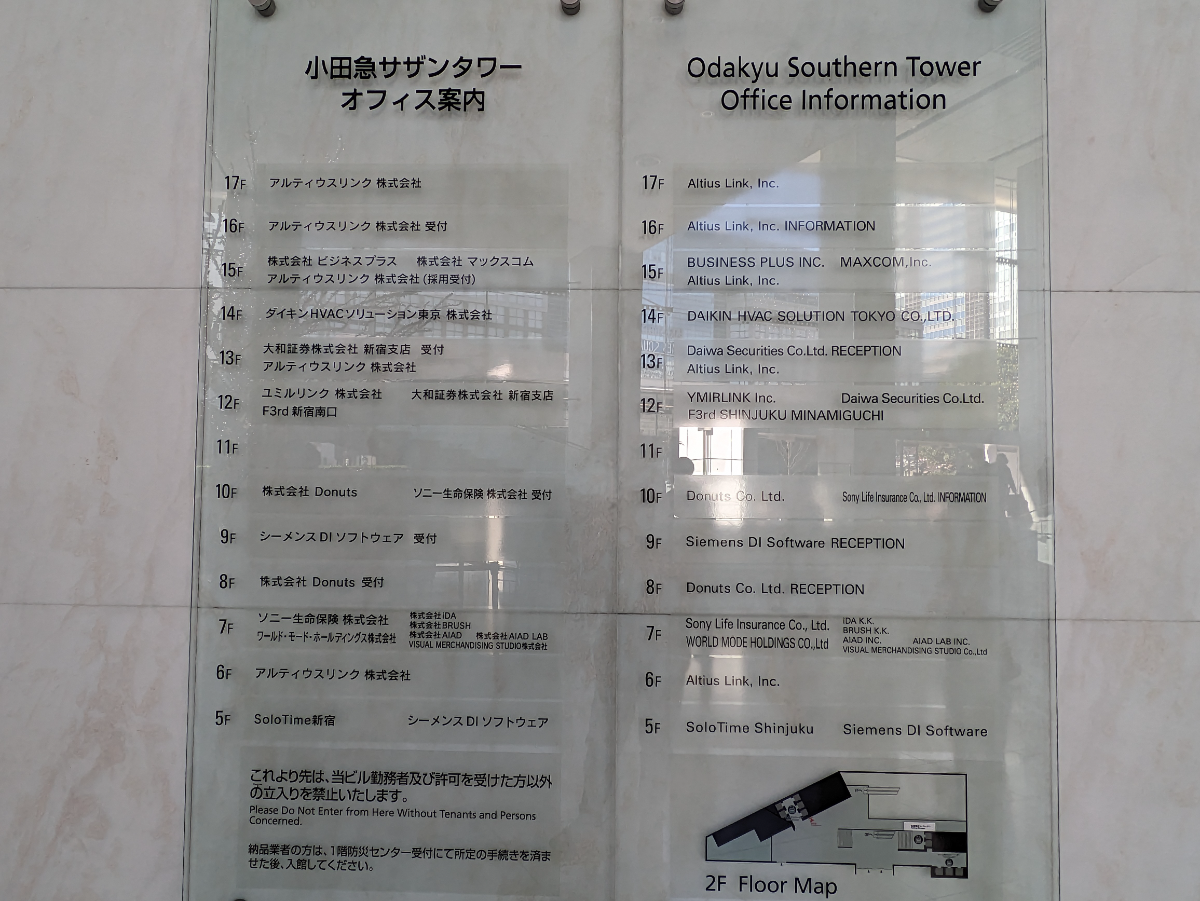 小田急サザンタワー
オフィス案内
17F アルティウスリンク 株式会社
16F アルティウスリンク 株式会社 受付
15F 株式会社 ビジネスプラス 株式会社 マックスコム
アルティウスリンク 株式会社 (採用受付)
14F ダイキンHVACソリューション東京 株式会社
13F 大和証券株式会社 新宿支店 受付
アルティウスリンク 株式会社
12F ユミルリンク 株式会社 大和証券株式会社 新宿支店
F3rd 新宿南口
11F
10F 株式会社 Donuts ソニー生命保険 株式会社 受付
9F シーメンスDI ソフトウェア 受付
8F 株式会社 Donuts 受付
7F ソニー生命保険 株式会社
ワールド・モード・ホールディングス株式会社
株式会社iDA
株式会社BRUSH
株式会社AIAD 株式会社AIAD LAB
VISUAL MERCHANDISING STUDIO株式会社
6F アルティウスリンク 株式会社
5F SoloTime新宿 シーメンスDI ソフトウェア
これより先は、当ビル勤務者及び許可を受けた方以外
の立入りを禁止いたします。
Please Do Not Enter from Here Without Tenants and Persons
Concerned.
納品業者の方は、1階防災センター受付にて所定の手続きを済ま
せた後、入館してください。
Odakyu Southern Tower
Office Information
17F Altius Link, Inc.
16F Altius Link, Inc. INFORMATION
15F BUSINESS PLUS INC. MAXCOM,Inc.
Altius Link, Inc.
14F DAIKIN HVAC SOLUTION TOKYO CO.,LTD.
13F Daiwa Securities Co.Ltd. RECEPTION
Altius Link, Inc.
12F YMIRLINK Inc. Daiwa Securities Co.Ltd.
F3rd SHINJUKU MINAMIGUCHI
11F
10F Donuts Co. Ltd. Sony Life Insurance Co., Ltd. INFORMATION
9F Siemens DI Software RECEPTION
8F Donuts Co. Ltd. RECEPTION
7F Sony Life Insurance Co., Ltd.
WORLD MODE HOLDINGS CO.,Ltd
iDA K.K.
BRUSH K.K.
AIAD INC. AIAD LAB INC.
VISUAL MERCHANDISING STUDIO Co.,Ltd
6F Altius Link, Inc.
5F SoloTime Shinjuku Siemens DI Software
2F Floor Map